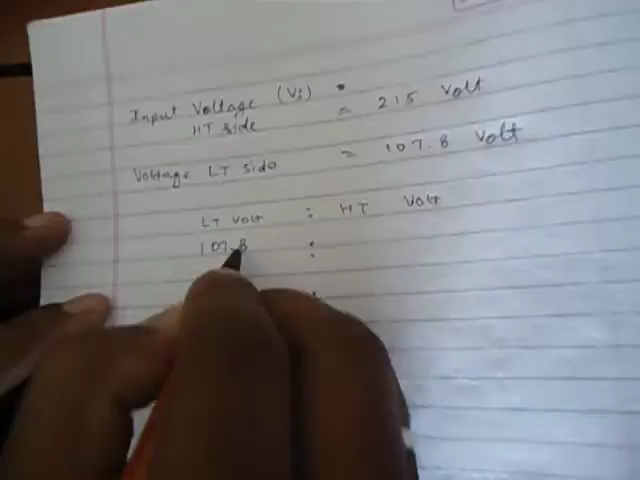 Input Voltage (Vi) = 215 Volt
HT side
Voltage LT side = 107.8 Volt
LT Volt : HT Volt
107.8 :
: